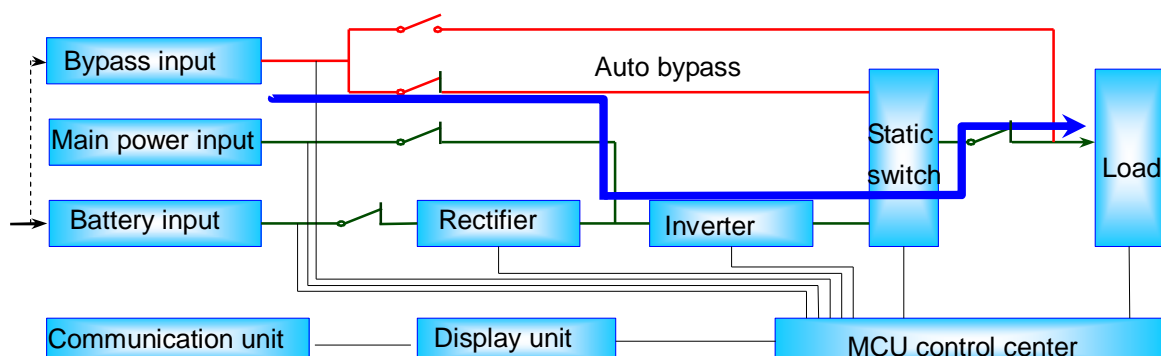 Bypass input
Auto bypass
Main power input
Static
switch
Load
Battery input
Rectifier
Inverter
Communication unit
Display unit
MCU control center